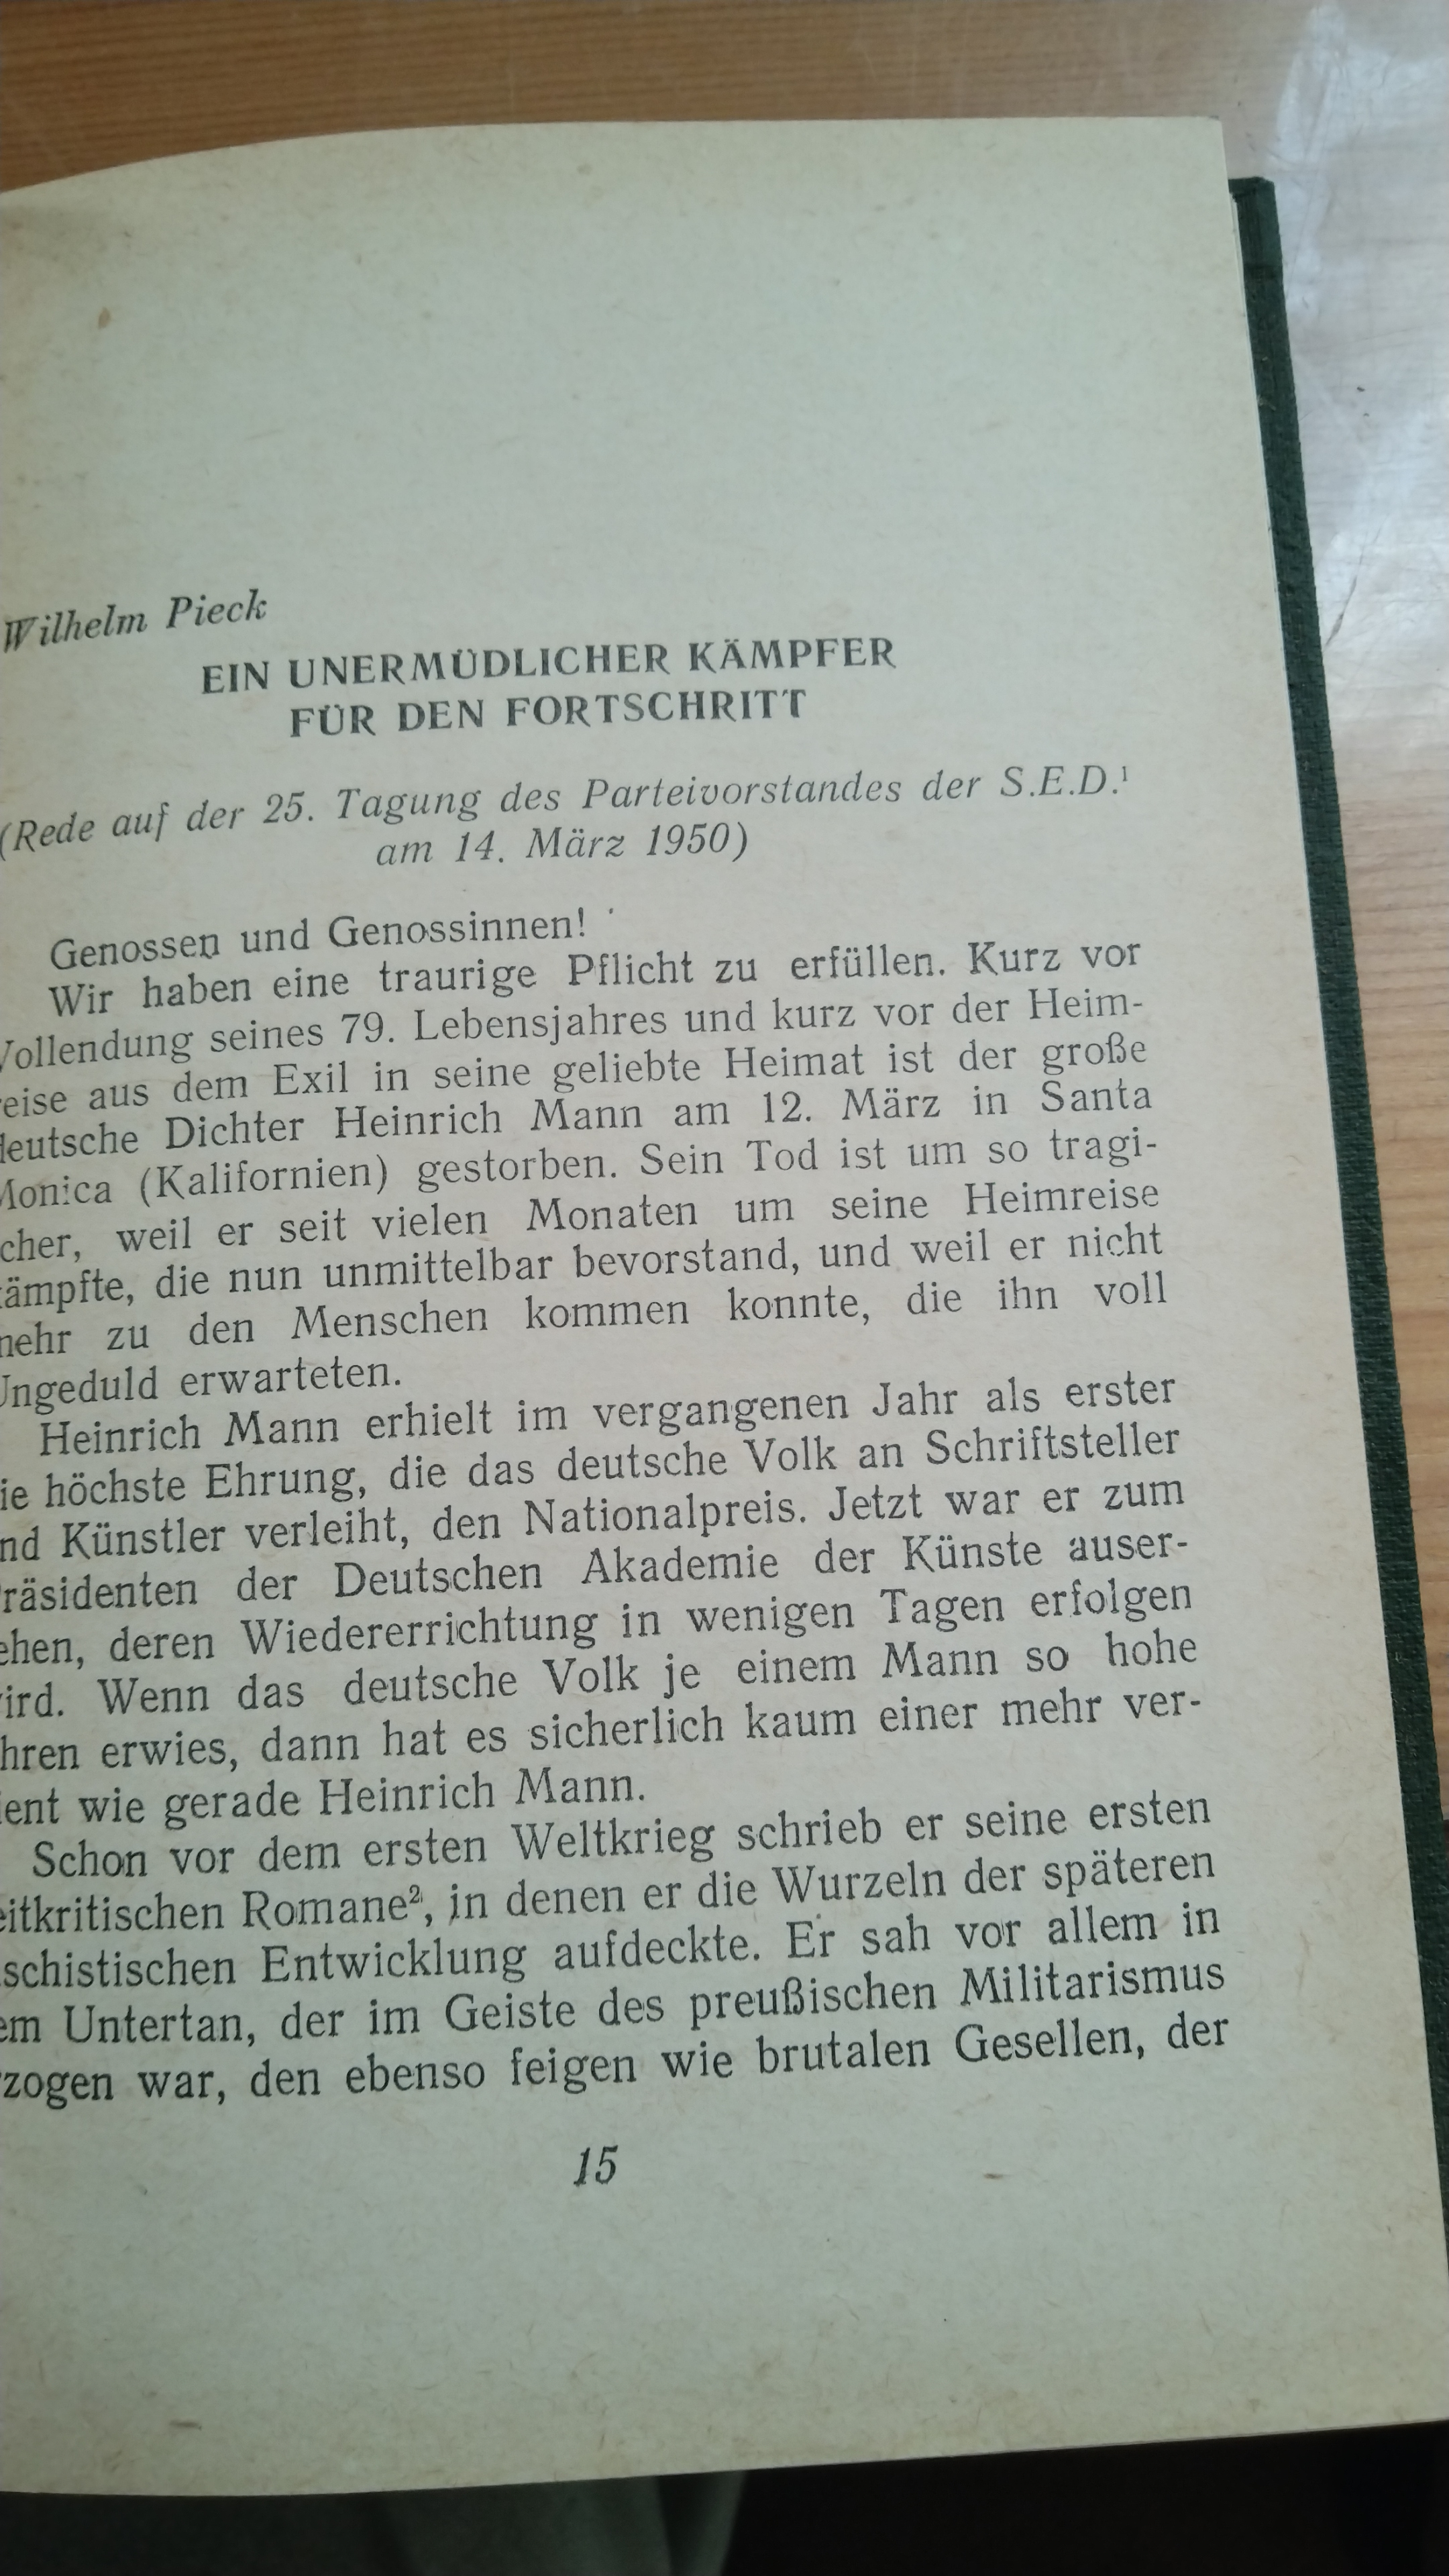 Wilhelm Pieck
EIN UNERMÜDLICHER KÄMPFER
FÜR DEN FORTSCHRITT
(Rede auf der 25. Tagung des Parteivorstandes der S.E.D.¹
am 14. März 1950)
Genossen und Genossinnen!
Wir haben eine traurige Pflicht zu erfüllen. Kurz vor
Vollendung seines 79. Lebensjahres und kurz vor der Heim-
reise aus dem Exil in seine geliebte Heimat ist der große
deutsche Dichter Heinrich Mann am 12. März in Santa
Monica (Kalifornien) gestorben. Sein Tod ist um so tragi-
cher, weil er seit vielen Monaten um seine Heimreise
kämpfte, die nun unmittelbar bevorstand, und weil er nicht
mehr zu den Menschen kommen konnte, die ihn voll
Ungeduld erwarteten.
Heinrich Mann erhielt im vergangenen Jahr als erster
ie höchste Ehrung, die das deutsche Volk an Schriftsteller
nd Künstler verleiht, den Nationalpreis. Jetzt war er zum
räsidenten der Deutschen Akademie der Künste auser-
ehen, deren Wiedererrichtung in wenigen Tagen erfolgen
ird. Wenn das deutsche Volk je einem Mann so hohe
hren erwies, dann hat es sicherlich kaum einer mehr ver-
ient wie gerade Heinrich Mann.
Schon vor dem ersten Weltkrieg schrieb er seine ersten
eitkritischen Romane², in denen er die Wurzeln der späteren
schistischen Entwicklung aufdeckte. Er sah vor allem in
em Untertan, der im Geiste des preußischen Militarismus
zogen war, den ebenso feigen wie brutalen Gesellen, der
15